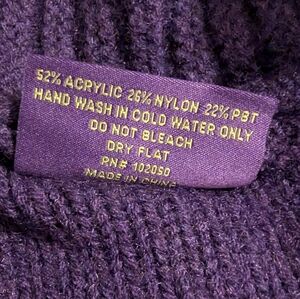 52% ACRYLIC 26% NYLON 22% PBT
HAND WASH IN COLD WATER ONLY
DO NOT BLEACH
DRY FLAT
RN# 102050
MADE IN CHINA